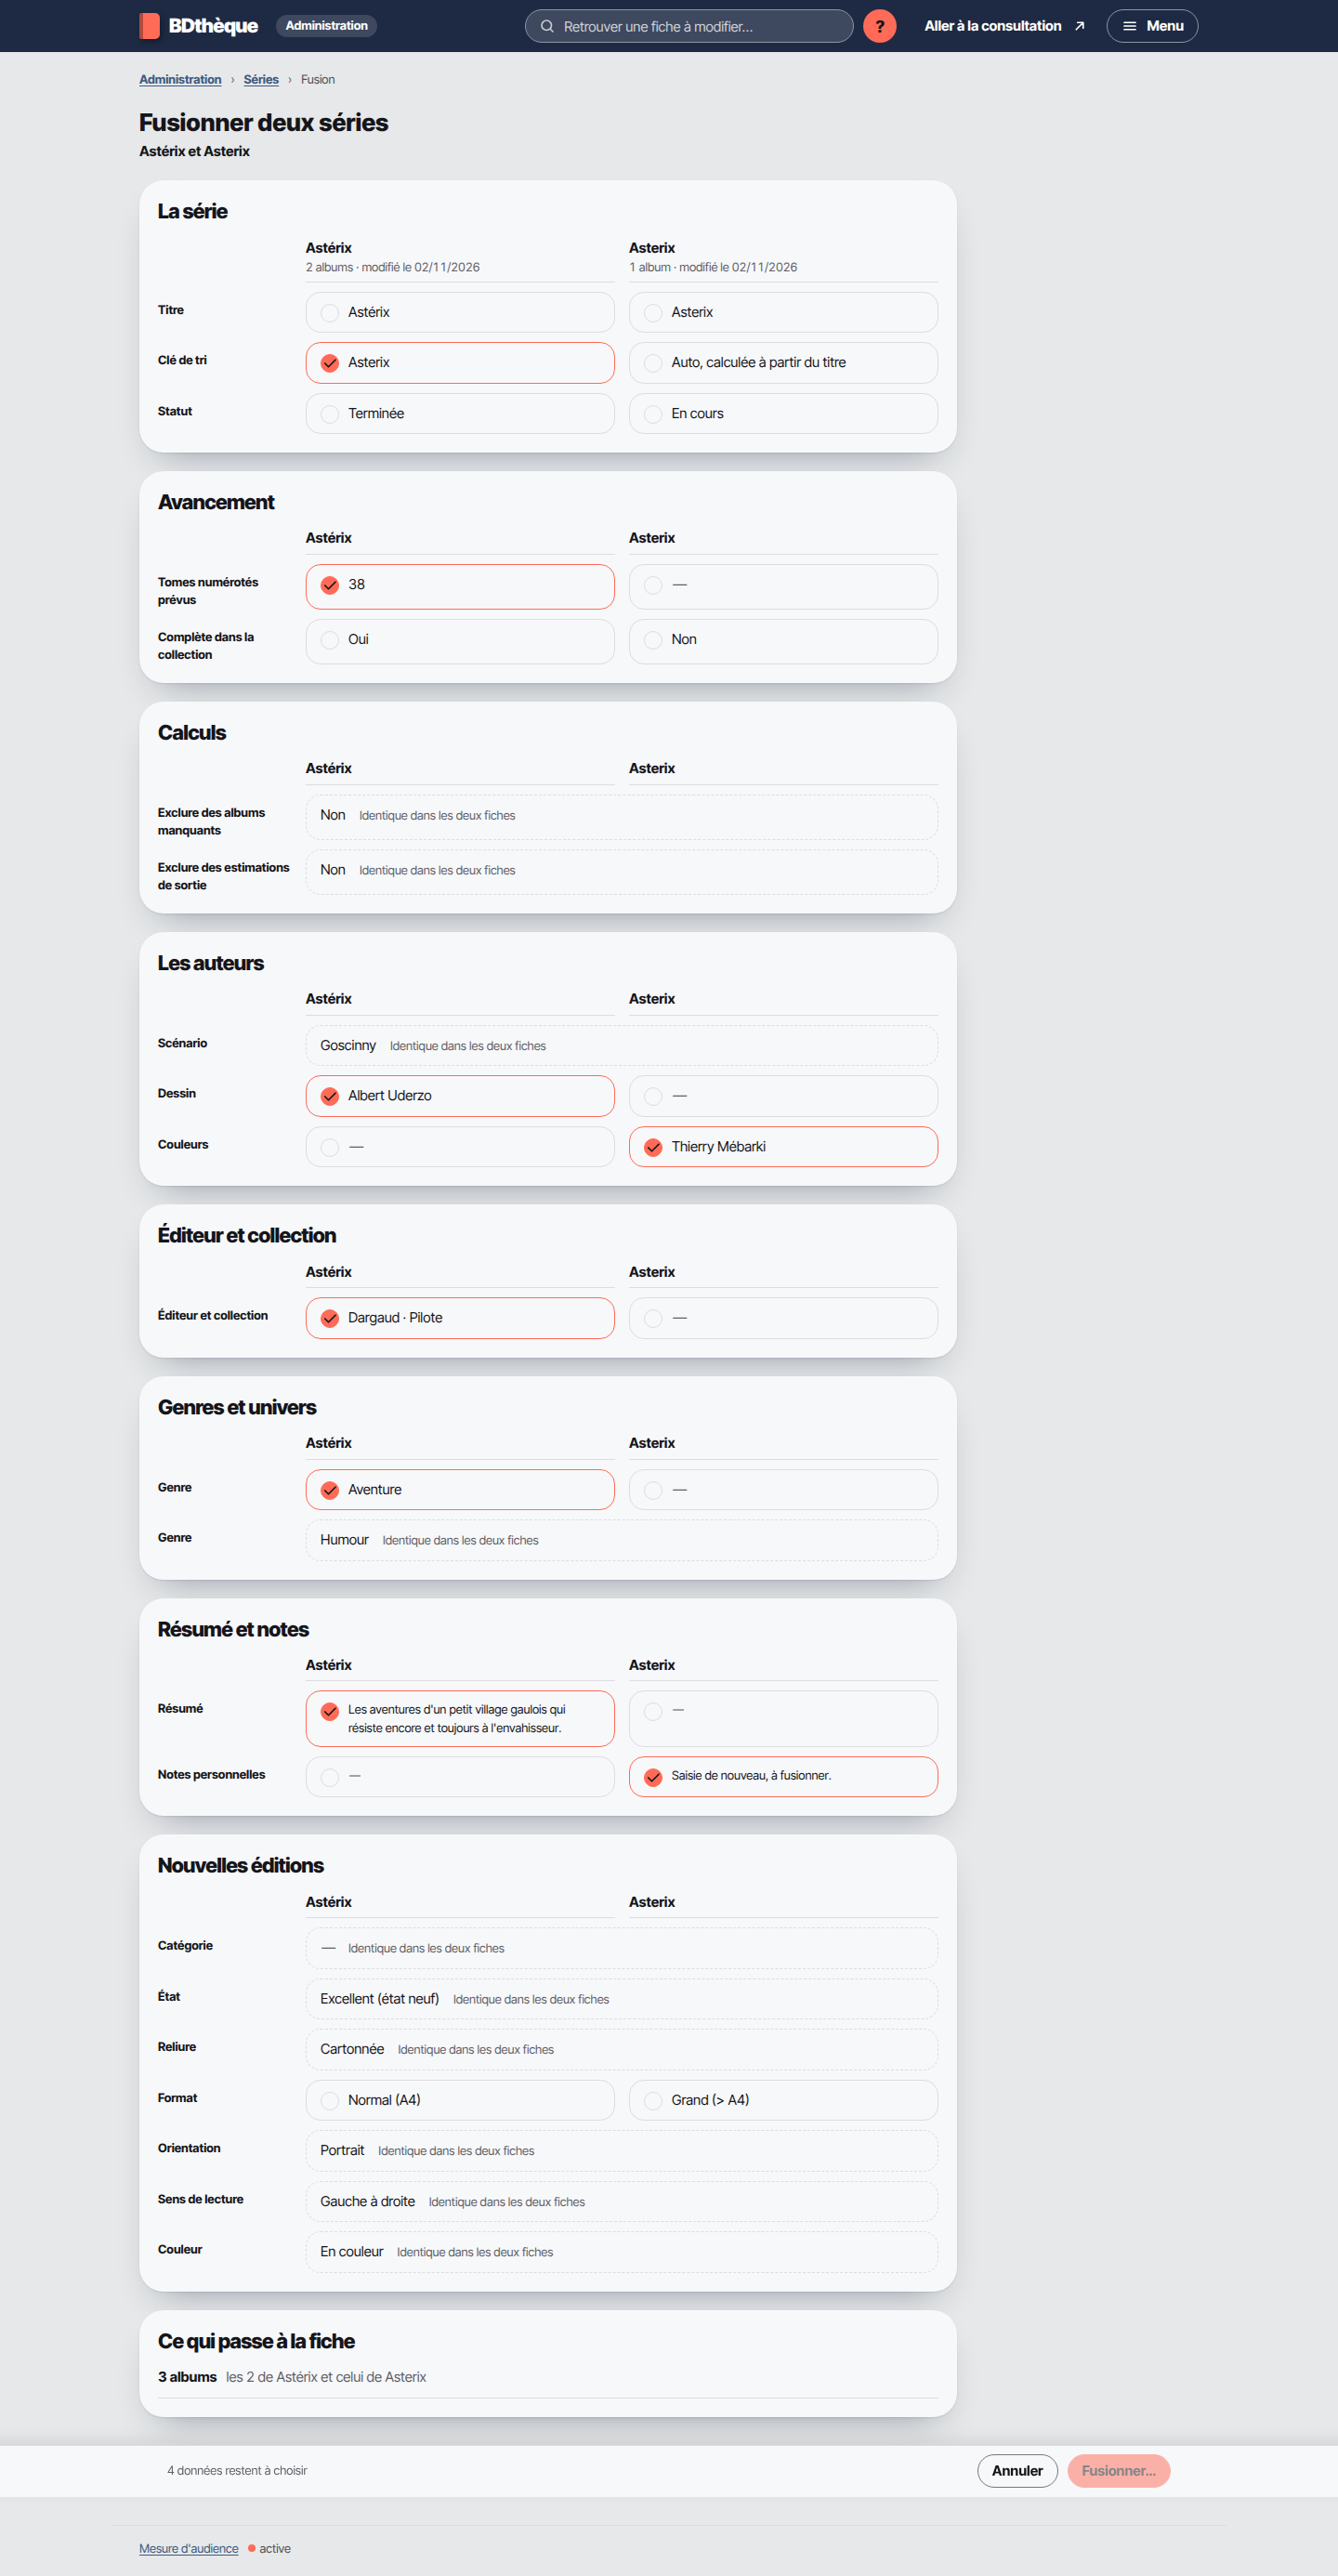 BDthèque
Administration
Retrouver une fiche à modifier...
?
Aller à la consultation
Menu
Administration › Séries › Fusion
Fusionner deux séries
Astérix et Asterix
La série
Astérix Asterix
2 albums · modifié le 02/11/2026 1 album · modifié le 02/11/2026
Titre Astérix Asterix
Clé de tri Asterix Auto, calculée à partir du titre
Statut Terminée En cours
Avancement
Astérix Asterix
Tomes numérotés
prévus
38 —
Complète dans la
collection
Oui Non
Calculs
Astérix Asterix
Exclure des albums
manquants
Non Identique dans les deux fiches
Exclure des estimations
de sortie
Non Identique dans les deux fiches
Les auteurs
Astérix Asterix
Scénario Goscinny Identique dans les deux fiches
Dessin Albert Uderzo —
Couleurs — Thierry Mébarki
Éditeur et collection
Astérix Asterix
Éditeur et collection Dargaud · Pilote —
Genres et univers
Astérix Asterix
Genre Aventure —
Genre Humour Identique dans les deux fiches
Résumé et notes
Astérix Asterix
Résumé
Les aventures d'un petit village gaulois qui
résiste encore et toujours à l'envahisseur.
—
Notes personnelles — Saisie de nouveau, à fusionner.
Nouvelles éditions
Astérix Asterix
Catégorie — Identique dans les deux fiches
État Excellent (état neuf) Identique dans les deux fiches
Reliure Cartonnée Identique dans les deux fiches
Format Normal (A4) Grand (> A4)
Orientation Portrait Identique dans les deux fiches
Sens de lecture Gauche à droite Identique dans les deux fiches
Couleur En couleur Identique dans les deux fiches
Ce qui passe à la fiche
3 albums les 2 de Astérix et celui de Asterix
4 données restent à choisir
Annuler
Fusionner...
Mesure d'audience active